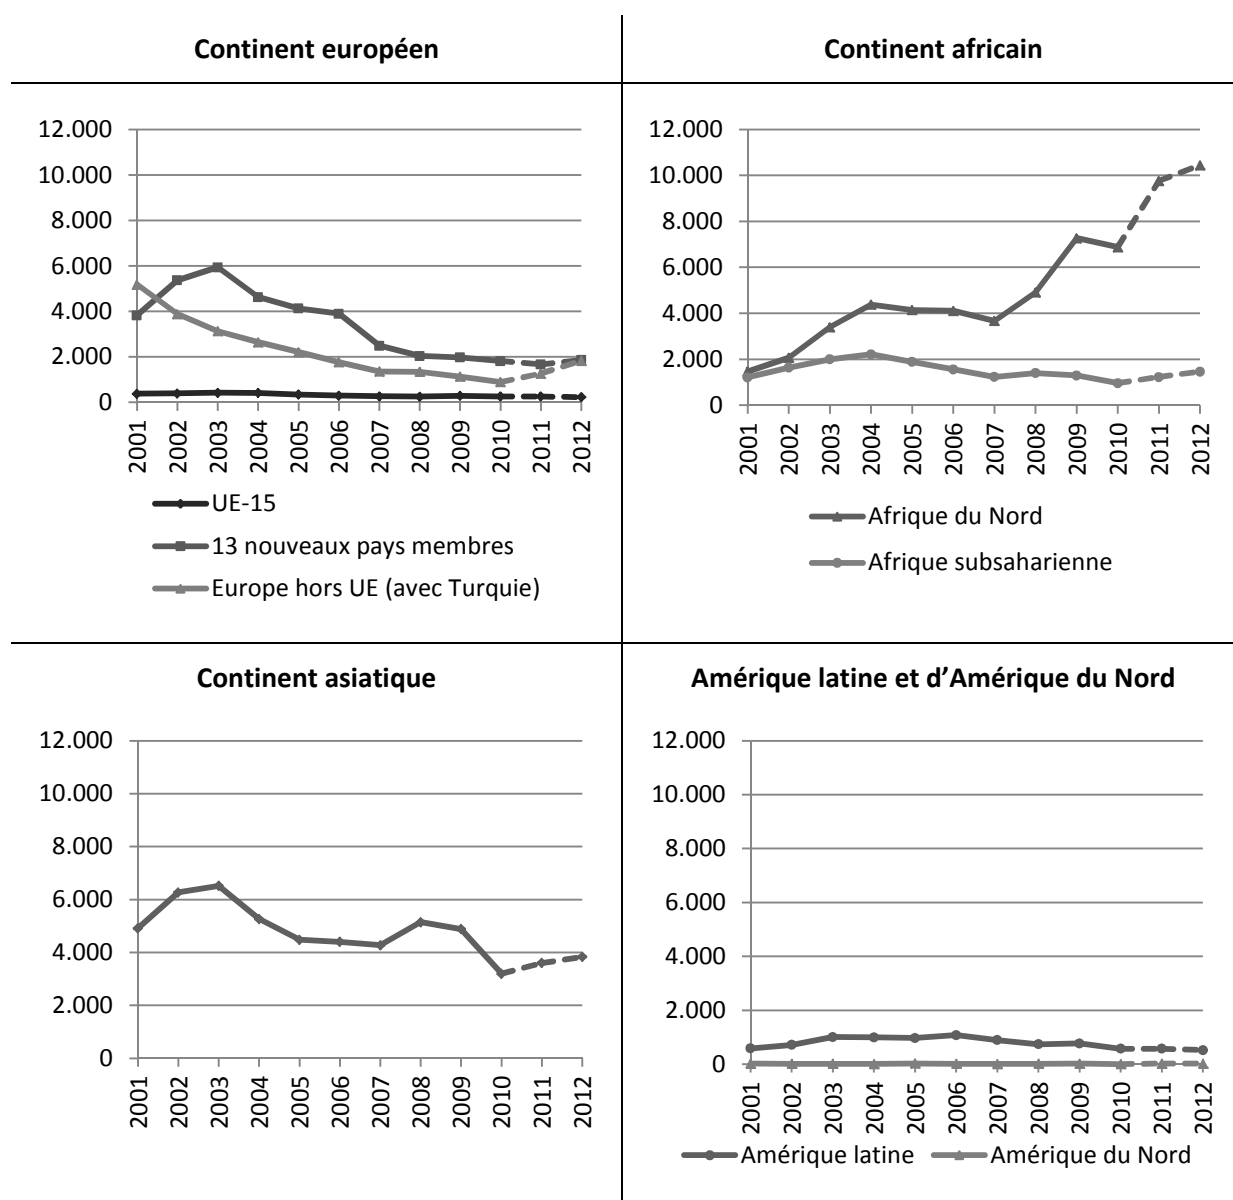 Continent européen
12.000
10.000
8.000
6.000
4.000
2.000
0
2001 2002 2003 2004 2005 2006 2007 2008 2009 2010 2011 2012
UE-15
13 nouveaux pays membres
Europe hors UE (avec Turquie)
Continent africain
12.000
10.000
8.000
6.000
4.000
2.000
0
2001 2002 2003 2004 2005 2006 2007 2008 2009 2010 2011 2012
Afrique du Nord
Afrique subsaharienne
Continent asiatique
12.000
10.000
8.000
6.000
4.000
2.000
0
2001 2002 2003 2004 2005 2006 2007 2008 2009 2010 2011 2012
Amérique latine et d’Amérique du Nord
12.000
10.000
8.000
6.000
4.000
2.000
0
2001 2002 2003 2004 2005 2006 2007 2008 2009 2010 2011 2012
Amérique latine Amérique du Nord